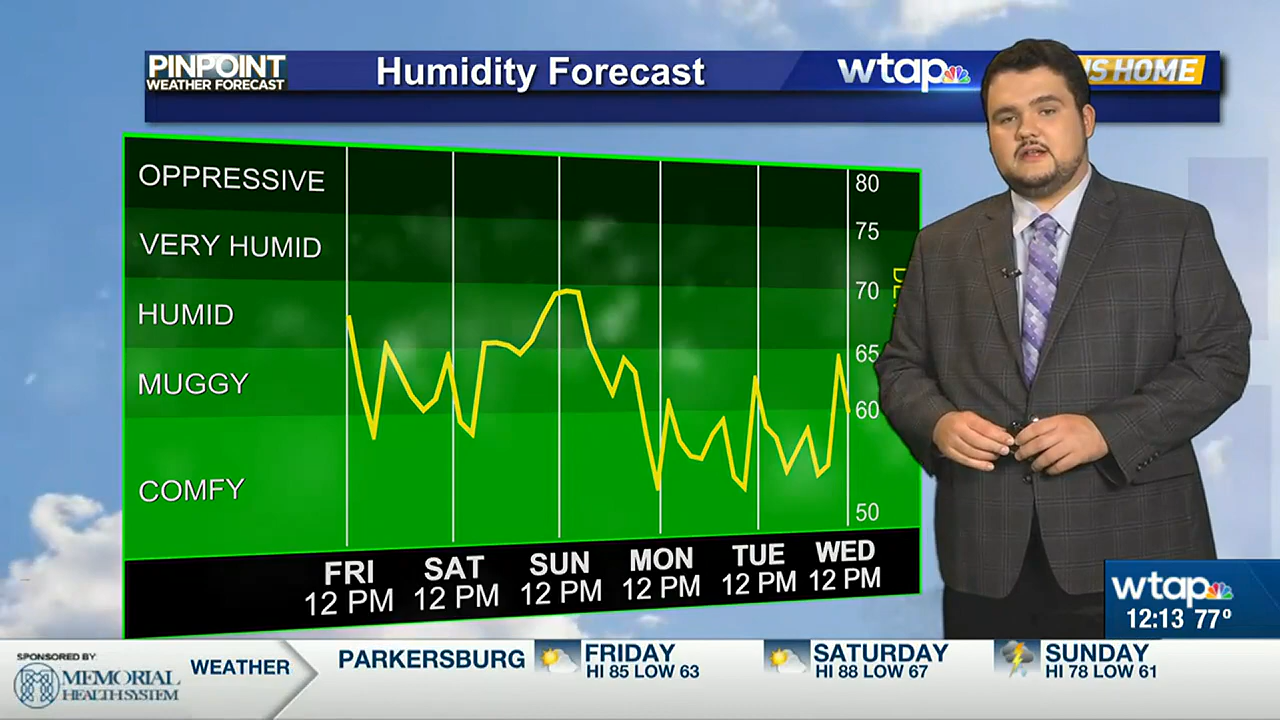 PINPOINT
WEATHER FORECAST
Humidity Forecast
wtap
IS HOME
OPPRESSIVE
VERY HUMID
HUMID
MUGGY
COMFY
80
75
70
65
60
50
FRI
12 PM
SAT
12 PM
SUN
12 PM
MON
12 PM
TUE
12 PM
WED
12 PM
wtap
12:13 77°
SPONSORED BY:
MEMORIAL
HEALTH SYSTEM
WEATHER
PARKERSBURG
FRIDAY
HI 85 LOW 63
SATURDAY
HI 88 LOW 67
SUNDAY
HI 78 LOW 61